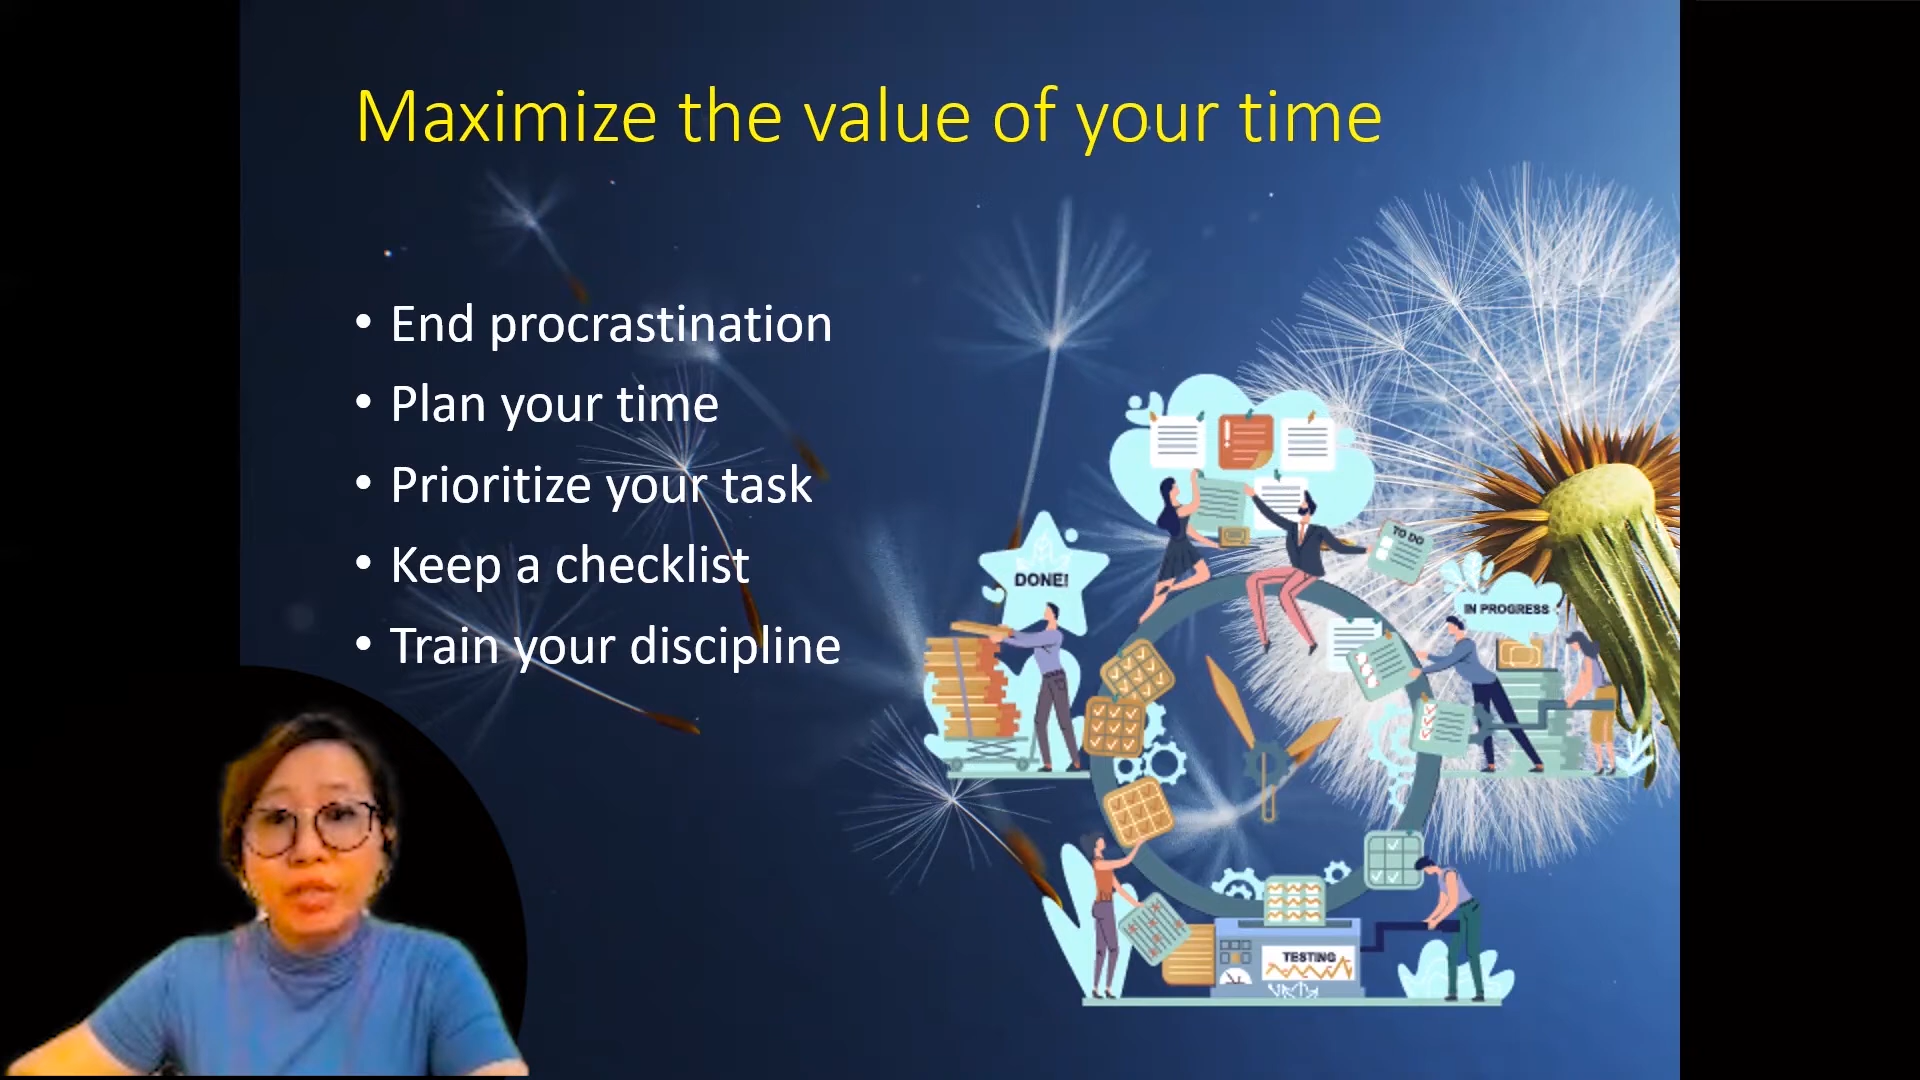 Maximize the value of your time
• End procrastination
• Plan your time
• Prioritize your task
• Keep a checklist
• Train your discipline
TO DO
DONE!
IN PROGRESS
TESTING